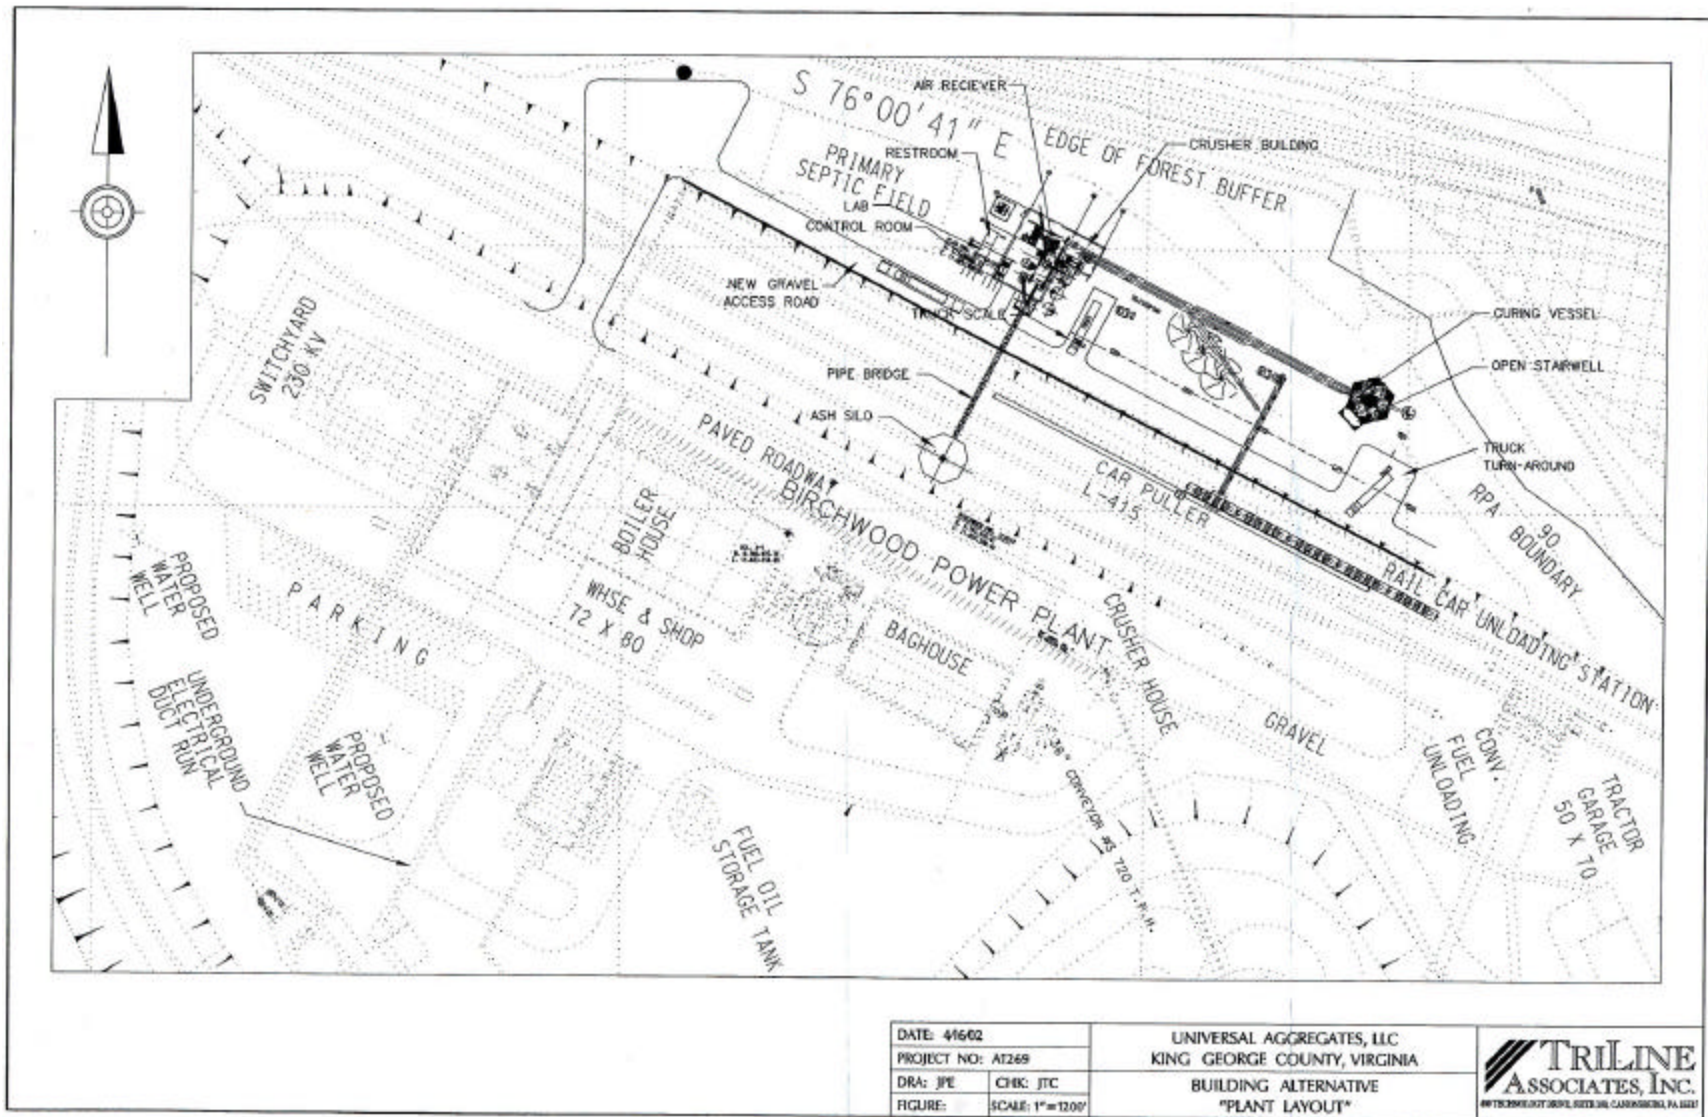 AIR RECIEVER
S 76°00'41" E
EDGE OF FOREST BUFFER
CRUSHER BUILDING
RESTROOM
PRIMARY
SEPTIC FIELD
LAB
CONTROL ROOM
NEW GRAVEL
ACCESS ROAD
TRUCK SCALE
CURING VESSEL
OPEN STAIRWELL
SWITCHYARD
230 KV
PIPE BRIDGE
ASH SILO
TRUCK
TURN-AROUND
PAVED ROADWAY
CAR PULLER
L-415
RPA
90
BOUNDARY
BIRCHWOOD POWER PLANT
BOILER
HOUSE
RAIL CAR UNLOADING STATION
PROPOSED
WATER
WELL
PARKING
WHSE & SHOP
72 X 80
BAGHOUSE
CRUSHER HOUSE
UNDERGROUND
ELECTRICAL
DUCT RUN
PROPOSED
WATER
WELL
GRAVEL
CONV.
FUEL
UNLOADING
TRACTOR
GARAGE
50 X 70
36" CONVEYOR #3 720 T.P.H.
FUEL OIL
STORAGE TANK
DATE: 4/16/02
PROJECT NO: AT269
DRA: JPE
CHK: JTC
FIGURE:
SCALE: 1"=1200'
UNIVERSAL AGGREGATES, LLC
KING GEORGE COUNTY, VIRGINIA
BUILDING ALTERNATIVE
"PLANT LAYOUT"
TRILINE
ASSOCIATES, INC.